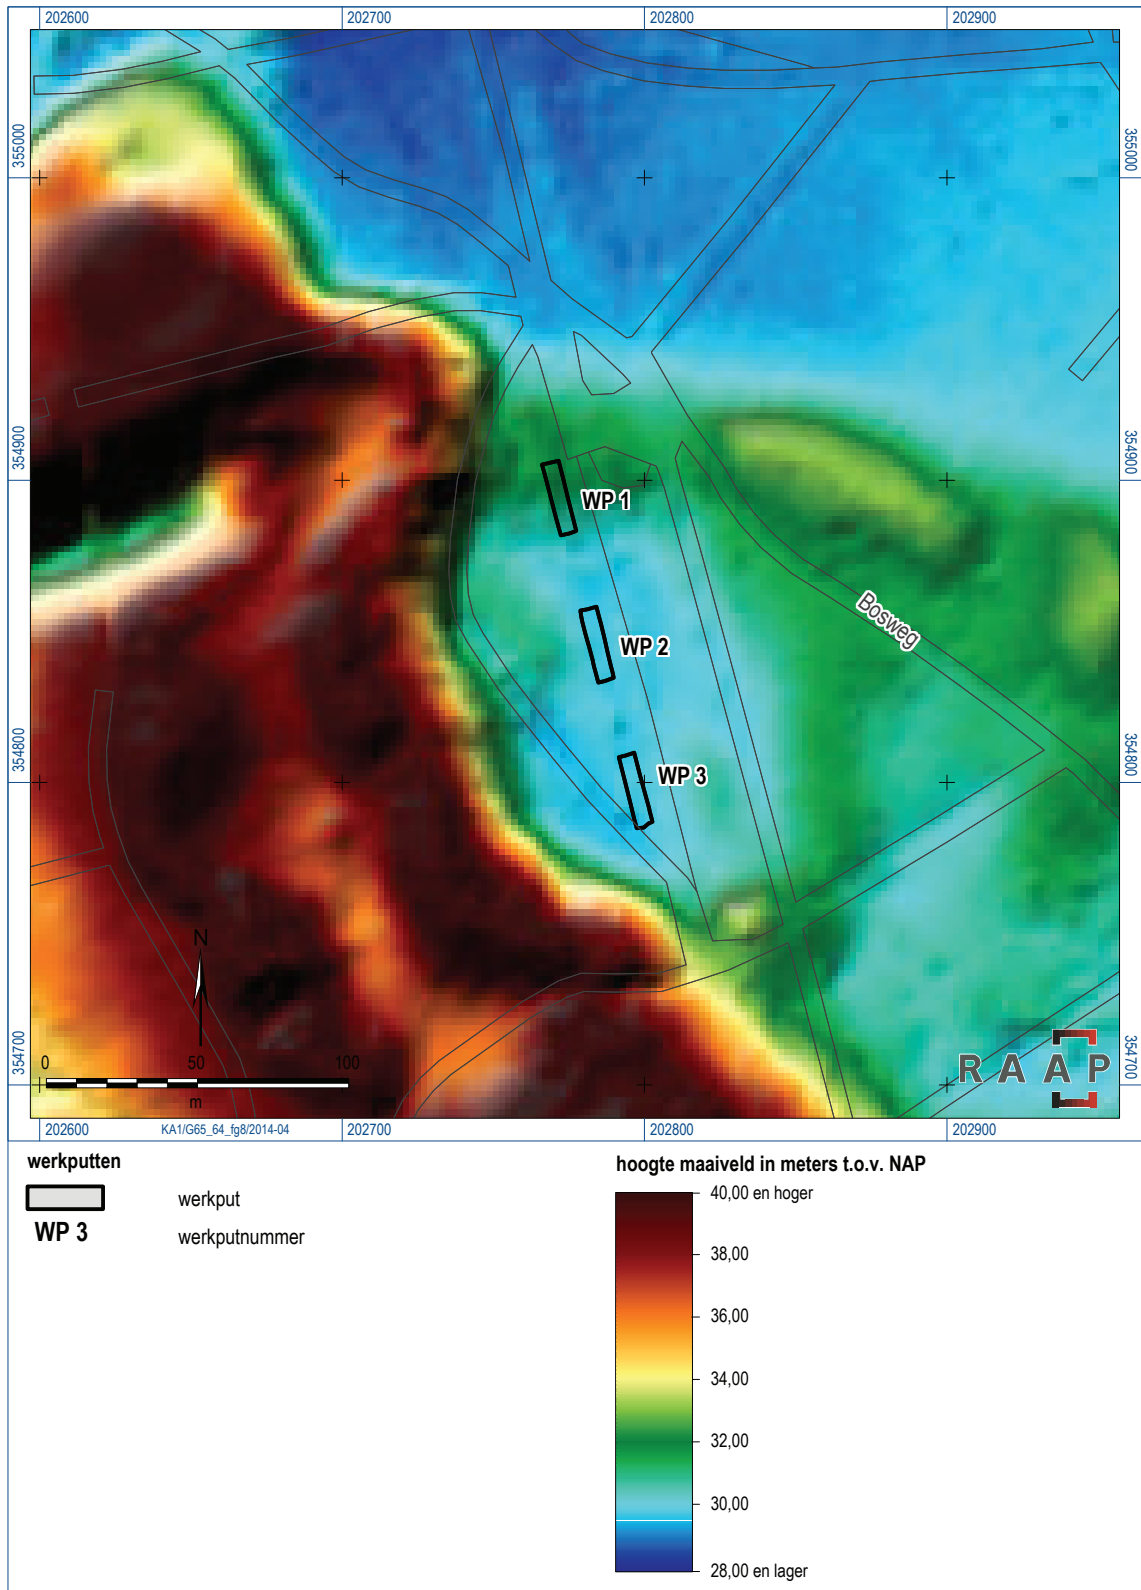 202600
202700
202800
202900
355000
355000
354900
354900
WP 1
Bosweg
WP 2
354800
354800
WP 3
N
354700
354700
0
50
100
m
RAAP
202600
KA1/G65_64_fg8/2014-04
202700
202800
202900
werkputten
werkput
WP 3
werkputnummer
hoogte maaiveld in meters t.o.v. NAP
40,00 en hoger
38,00
36,00
34,00
32,00
30,00
28,00 en lager